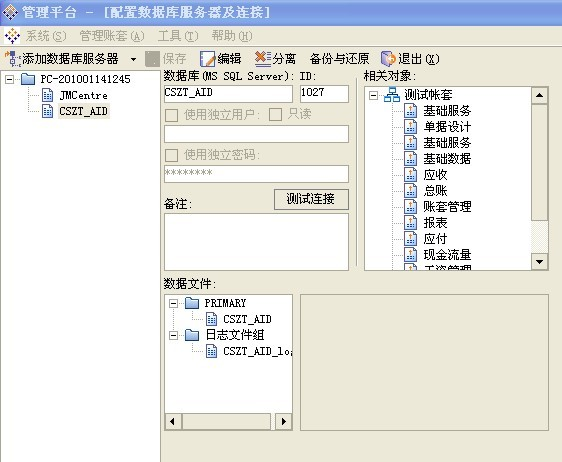 管理平台 - [配置数据库服务器及连接]
系统(S) 管理账套(A) 工具(T) 帮助(H)
添加数据库服务器 保存 编辑 分离 备份与还原 退出(X)
PC-201001141245
JMCentre
CSZT_AID
数据库(MS SQL Server): ID:
CSZT_AID 1027
使用独立用户: 只读
使用独立密码:
********
备注: 测试连接
相关对象:
测试帐套
基础服务
单据设计
基础服务
基础数据
应收
总账
账套管理
报表
应付
现金流量
工资管理
数据文件:
PRIMARY
CSZT_AID
日志文件组
CSZT_AID_lo